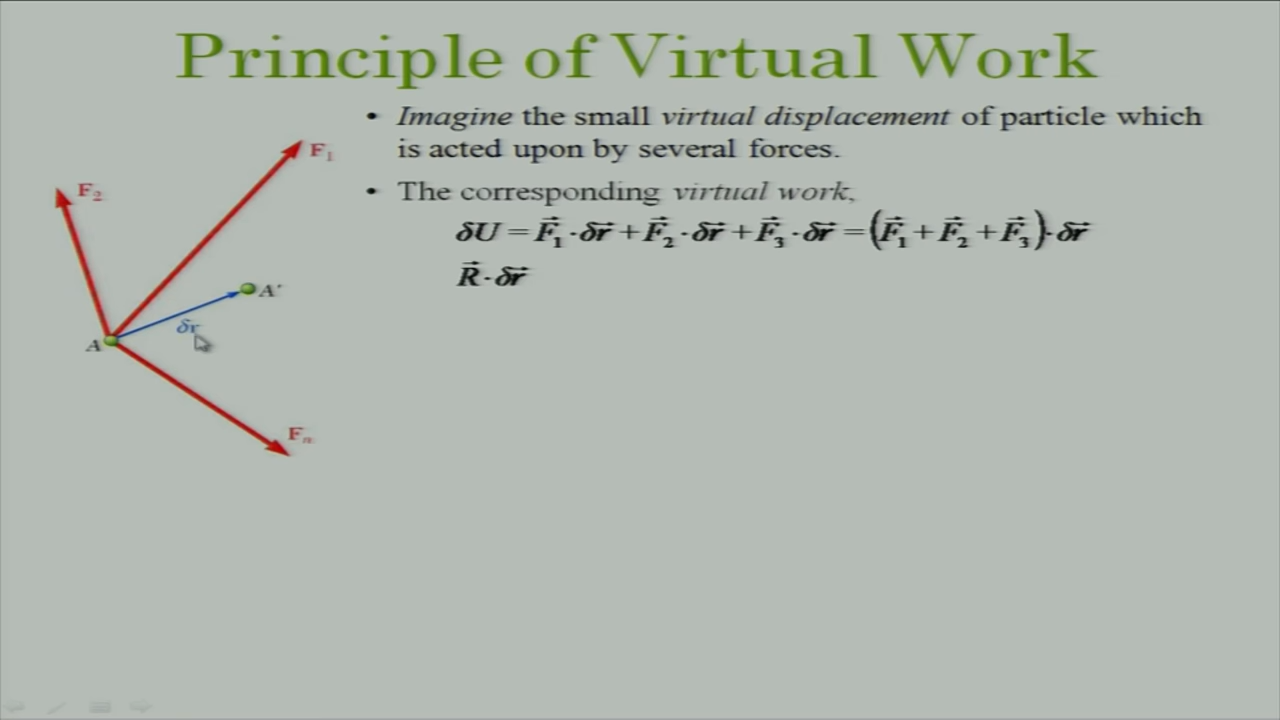 Principle of Virtual Work
• Imagine the small virtual displacement of particle which
is acted upon by several forces.
• The corresponding virtual work,
δU = F⃗₁ · δr⃗ + F⃗₂ · δr⃗ + F⃗₃ · δr⃗ = (F⃗₁ + F⃗₂ + F⃗₃) · δr⃗
R⃗ · δr⃗
F₁
F₂
A'
δr
A
Fₙ